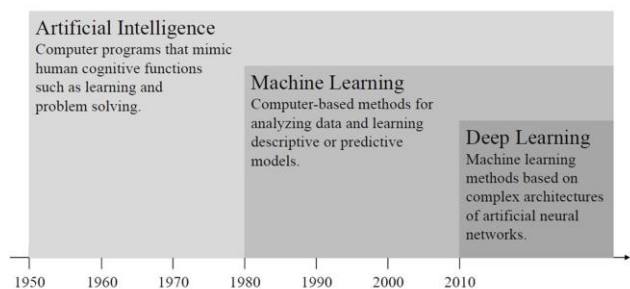 Artificial Intelligence
Computer programs that mimic
human cognitive functions
such as learning and
problem solving.
Machine Learning
Computer-based methods for
analyzing data and learning
descriptive or predictive
models.
Deep Learning
Machine learning
methods based on
complex architectures
of artificial neural
networks.
1950 1960 1970 1980 1990 2000 2010